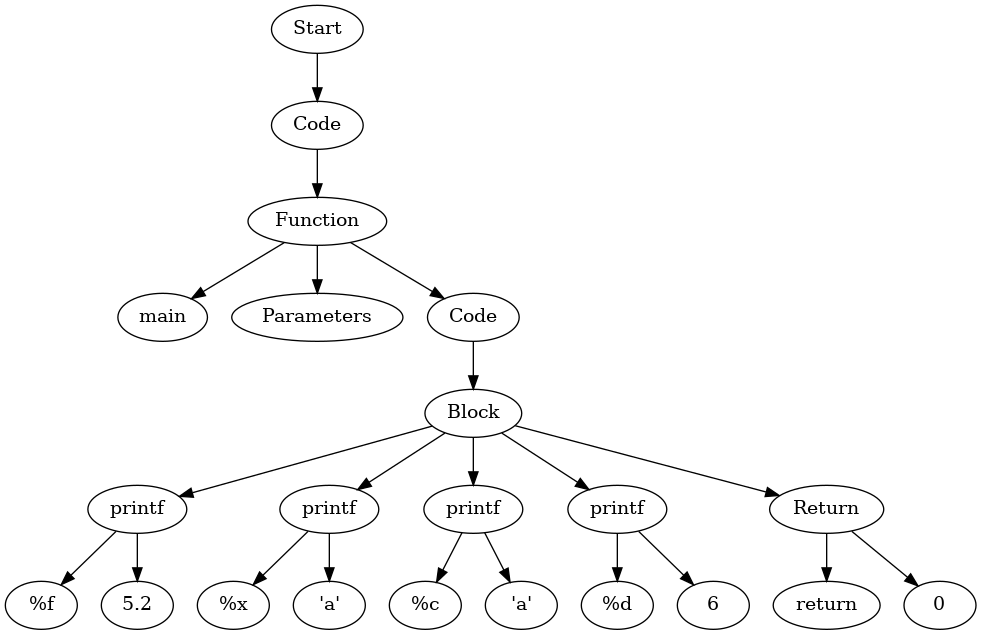 Start
Code
Function
main Parameters Code
Block
printf printf printf printf Return
%f 5.2 %x 'a' %c 'a' %d 6 return 0